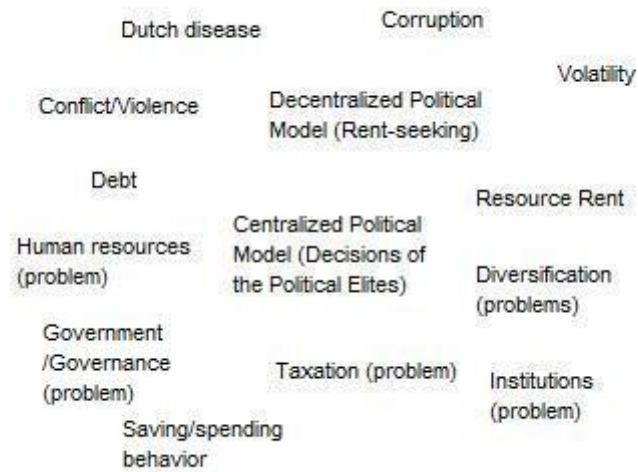 Dutch disease
Corruption
Volatility
Conflict/Violence
Decentralized Political
Model (Rent-seeking)
Debt
Resource Rent
Human resources
(problem)
Centralized Political
Model (Decisions of
the Political Elites)
Diversification
(problems)
Government
/Governance
(problem)
Taxation (problem)
Institutions
(problem)
Saving/spending
behavior